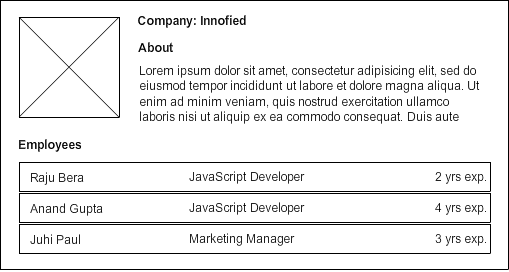 Company: Innofied
About
Lorem ipsum dolor sit amet, consectetur adipisicing elit, sed do
eiusmod tempor incididunt ut labore et dolore magna aliqua. Ut
enim ad minim veniam, quis nostrud exercitation ullamco
laboris nisi ut aliquip ex ea commodo consequat. Duis aute
Employees
Raju Bera JavaScript Developer 2 yrs exp.
Anand Gupta JavaScript Developer 4 yrs exp.
Juhi Paul Marketing Manager 3 yrs exp.